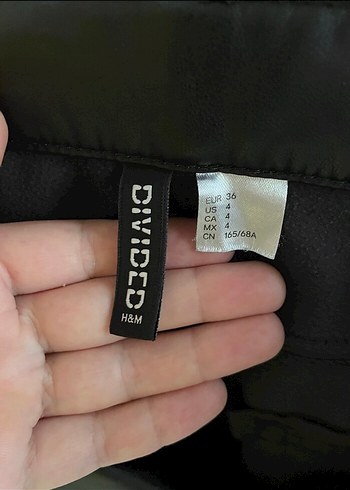 DIVIDED
H&M
EUR 36
US 4
CA 4
MX 4
CN 165/68A